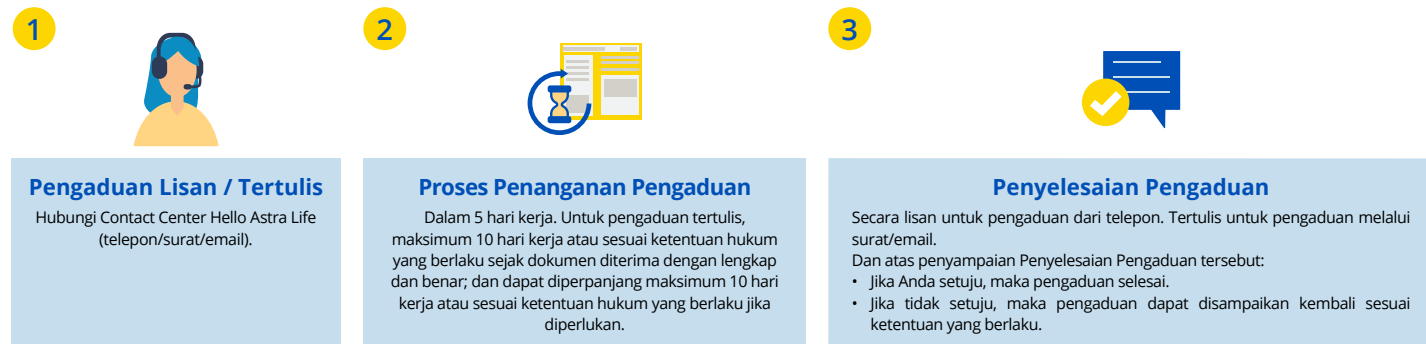 1
Pengaduan Lisan / Tertulis
Hubungi Contact Center Hello Astra Life
(telepon/surat/email).
2
Proses Penanganan Pengaduan
Dalam 5 hari kerja. Untuk pengaduan tertulis,
maksimum 10 hari kerja atau sesuai ketentuan hukum
yang berlaku sejak dokumen diterima dengan lengkap
dan benar; dan dapat diperpanjang maksimum 10 hari
kerja atau sesuai ketentuan hukum yang berlaku jika
diperlukan.
3
Penyelesaian Pengaduan
Secara lisan untuk pengaduan dari telepon. Tertulis untuk pengaduan melalui
surat/email.
Dan atas penyampaian Penyelesaian Pengaduan tersebut:
• Jika Anda setuju, maka pengaduan selesai.
• Jika tidak setuju, maka pengaduan dapat disampaikan kembali sesuai
ketentuan yang berlaku.